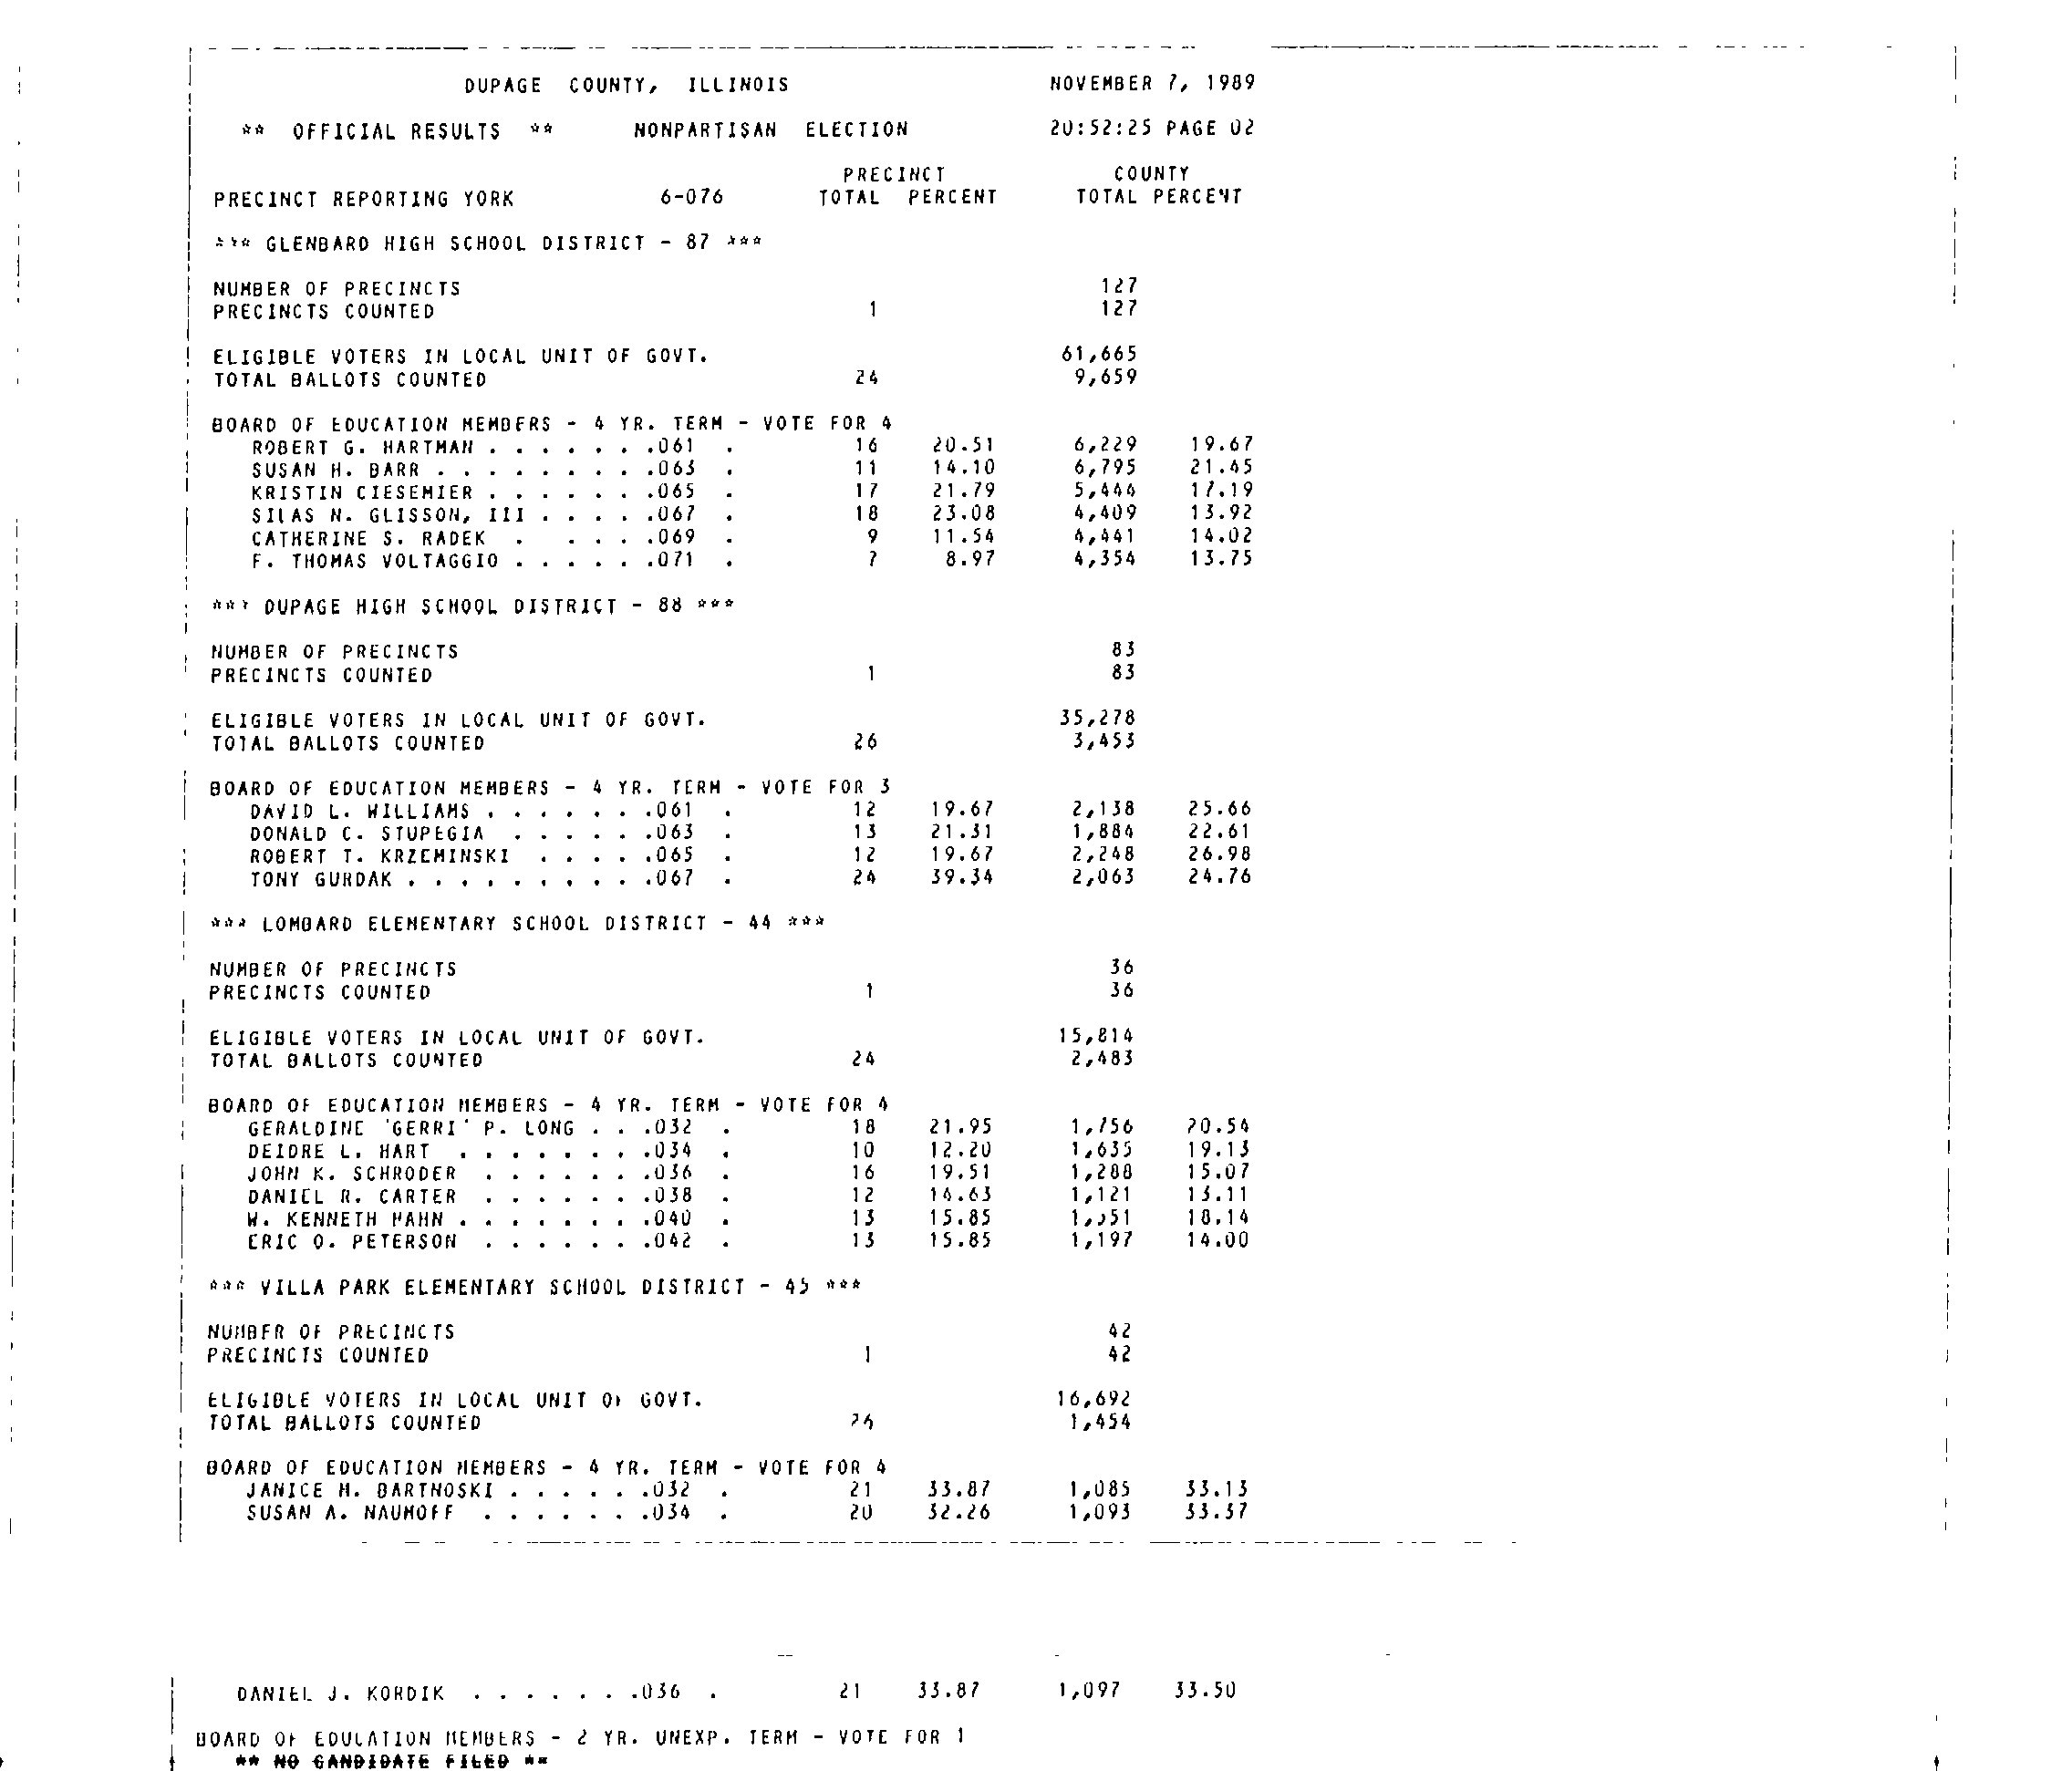 DUPAGE COUNTY, ILLINOIS NOVEMBER 7, 1989
** OFFICIAL RESULTS ** NONPARTISAN ELECTION 20:52:25 PAGE 02
PRECINCT COUNTY
PRECINCT REPORTING YORK 6-076 TOTAL PERCENT TOTAL PERCENT
*** GLENBARD HIGH SCHOOL DISTRICT - 87 ***
NUMBER OF PRECINCTS 127
PRECINCTS COUNTED 1 127
ELIGIBLE VOTERS IN LOCAL UNIT OF GOVT. 61,665
TOTAL BALLOTS COUNTED 24 9,659
BOARD OF EDUCATION MEMBERS - 4 YR. TERM - VOTE FOR 4
ROBERT G. HARTMAN . . . . . . .061 . 16 20.51 6,229 19.67
SUSAN H. BARR . . . . . . . . .063 . 11 14.10 6,795 21.45
KRISTIN CIESEMIER . . . . . . .065 . 17 21.79 5,444 17.19
SILAS N. GLISSON, III . . . . .067 . 18 23.08 4,409 13.92
CATHERINE S. RADEK . . . . .069 . 9 11.54 4,441 14.02
F. THOMAS VOLTAGGIO . . . . . .071 . 7 8.97 4,354 13.75
*** DUPAGE HIGH SCHOOL DISTRICT - 88 ***
NUMBER OF PRECINCTS 83
PRECINCTS COUNTED 1 83
ELIGIBLE VOTERS IN LOCAL UNIT OF GOVT. 35,278
TOTAL BALLOTS COUNTED 26 3,453
BOARD OF EDUCATION MEMBERS - 4 YR. TERM - VOTE FOR 3
DAVID L. WILLIAMS . . . . . . .061 . 12 19.67 2,138 25.66
DONALD C. STUPEGIA . . . . . .063 . 13 21.31 1,884 22.61
ROBERT T. KRZEMINSKI . . . . .065 . 12 19.67 2,248 26.98
TONY GURDAK . . . . . . . . . .067 . 24 39.34 2,063 24.76
*** LOMBARD ELEMENTARY SCHOOL DISTRICT - 44 ***
NUMBER OF PRECINCTS 36
PRECINCTS COUNTED 1 36
ELIGIBLE VOTERS IN LOCAL UNIT OF GOVT. 15,814
TOTAL BALLOTS COUNTED 24 2,483
BOARD OF EDUCATION MEMBERS - 4 YR. TERM - VOTE FOR 4
GERALDINE 'GERRI' P. LONG . . .032 . 18 21.95 1,756 20.54
DEIDRE L. HART . . . . . . . .034 . 10 12.20 1,635 19.13
JOHN K. SCHRODER . . . . . . .036 . 16 19.51 1,288 15.07
DANIEL R. CARTER . . . . . . .038 . 12 14.63 1,121 13.11
W. KENNETH HAHN . . . . . . . .040 . 13 15.85 1,551 18.14
ERIC O. PETERSON . . . . . . .042 . 13 15.85 1,197 14.00
*** VILLA PARK ELEMENTARY SCHOOL DISTRICT - 45 ***
NUMBER OF PRECINCTS 42
PRECINCTS COUNTED 1 42
ELIGIBLE VOTERS IN LOCAL UNIT OF GOVT. 16,692
TOTAL BALLOTS COUNTED 1,454
BOARD OF EDUCATION MEMBERS - 4 YR. TERM - VOTE FOR 4
JANICE M. BARTNOSKI . . . . . .032 . 21 33.87 1,085 33.13
SUSAN A. NAUMOFF . . . . . . .034 . 20 32.26 1,093 33.37
DANIEL J. KORDIK . . . . . . .036 . 21 33.87 1,097 33.50
BOARD OF EDUCATION MEMBERS - 2 YR. UNEXP. TERM - VOTE FOR 1
** NO CANDIDATE FILED **